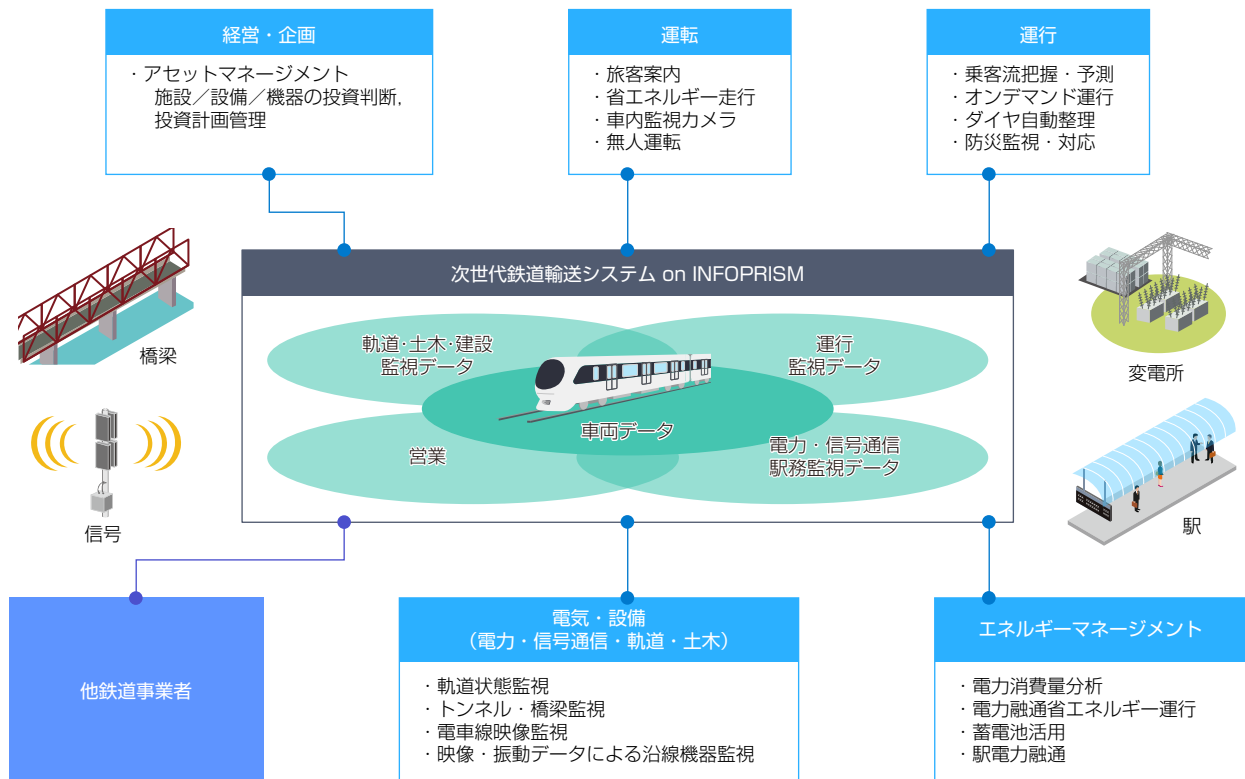 経営・企画
・アセットマネージメント
施設／設備／機器の投資判断,
投資計画管理
運転
・旅客案内
・省エネルギー走行
・車内監視カメラ
・無人運転
運行
・乗客流把握・予測
・オンデマンド運行
・ダイヤ自動整理
・防災監視・対応
次世代鉄道輸送システム on INFOPRISM
軌道・土木・建設
監視データ
運行
監視データ
車両データ
営業
電力・信号通信
駅務監視データ
橋梁
信号
変電所
駅
他鉄道事業者
電気・設備
（電力・信号通信・軌道・土木）
・軌道状態監視
・トンネル・橋梁監視
・電車線映像監視
・映像・振動データによる沿線機器監視
エネルギーマネージメント
・電力消費量分析
・電力融通省エネルギー運行
・蓄電池活用
・駅電力融通